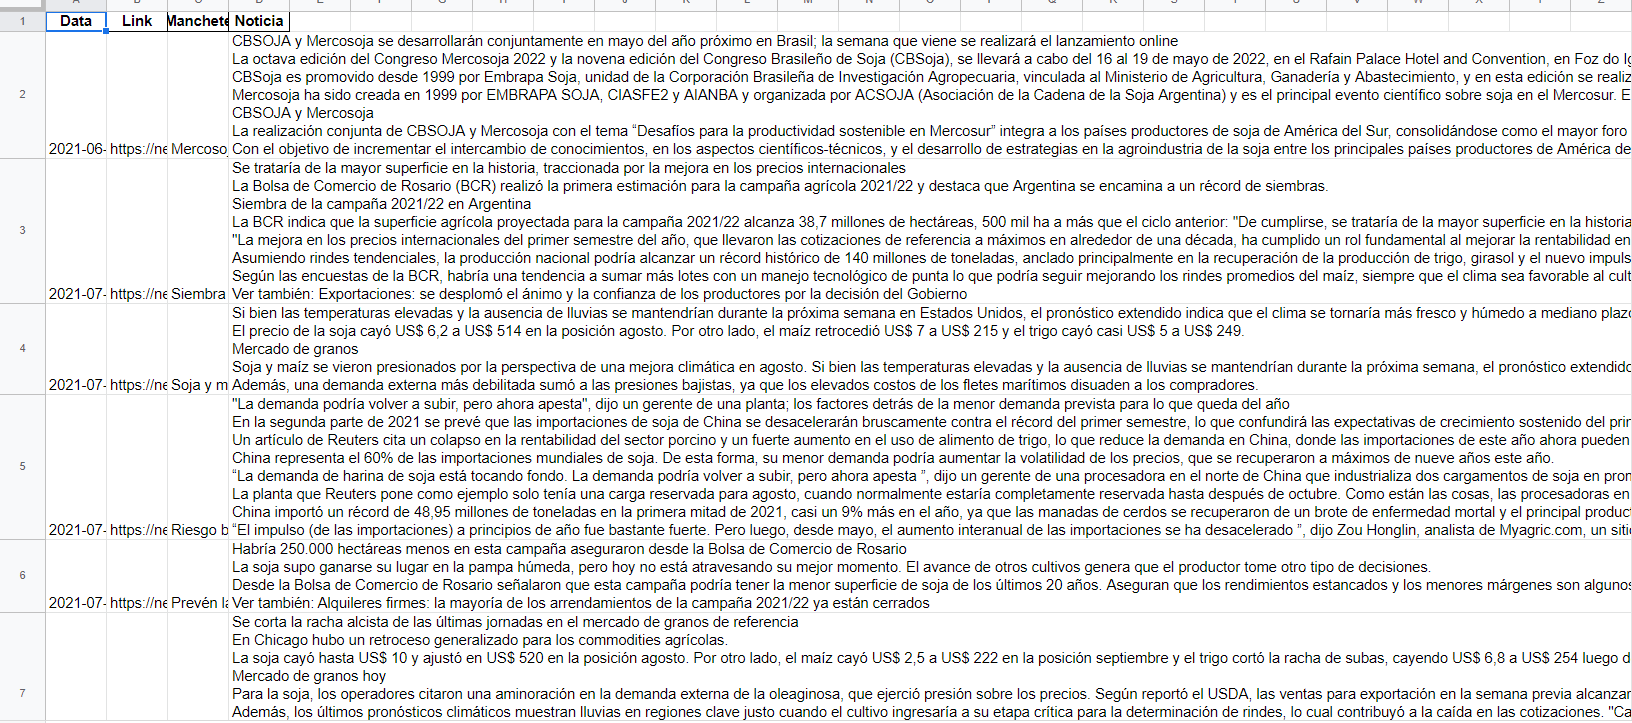 1 Data Link Manchete Noticia
CBSOJA y Mercosoja se desarrollarán conjuntamente en mayo del año próximo en Brasil; la semana que viene se realizará el lanzamiento online
La octava edición del Congreso Mercosoja 2022 y la novena edición del Congreso Brasileño de Soja (CBSoja), se llevará a cabo del 16 al 19 de mayo de 2022, en el Rafain Palace Hotel and Convention, en Foz do
CBSoja es promovido desde 1999 por Embrapa Soja, unidad de la Corporación Brasileña de Investigación Agropecuaria, vinculada al Ministerio de Agricultura, Ganadería y Abastecimiento, y en esta edición se realiz
2
Mercosoja ha sido creada en 1999 por EMBRAPA SOJA, CIASFE2 y AIANBA y organizada por ACSOJA (Asociación de la Cadena de la Soja Argentina) y es el principal evento científico sobre soja en el Mercosur. E
CBSOJA y Mercosoja
La realización conjunta de CBSOJA y Mercosoja con el tema “Desafíos para la productividad sostenible en Mercosur” integra a los países productores de soja de América del Sur, consolidándose como el mayor foro
2021-06- https://ne Mercoso Con el objetivo de incrementar el intercambio de conocimientos, en los aspectos científicos-técnicos, y el desarrollo de estrategias en la agroindustria de la soja entre los principales países productores de América de
Se trataría de la mayor superficie en la historia, traccionada por la mejora en los precios internacionales
La Bolsa de Comercio de Rosario (BCR) realizó la primera estimación para la campaña agrícola 2021/22 y destaca que Argentina se encamina a un récord de siembras.
Siembra de la campaña 2021/22 en Argentina
La BCR indica que la superficie agrícola proyectada para la campaña 2021/22 alcanza 38,7 millones de hectáreas, 500 mil ha a más que el ciclo anterior: "De cumplirse, se trataría de la mayor superficie en la historia
3
"La mejora en los precios internacionales del primer semestre del año, que llevaron las cotizaciones de referencia a máximos en alrededor de una década, ha cumplido un rol fundamental al mejorar la rentabilidad en
Asumiendo rindes tendenciales, la producción nacional podría alcanzar un récord histórico de 140 millones de toneladas, anclado principalmente en la recuperación de la producción de trigo, girasol y el nuevo impuls
Según las encuestas de la BCR, habría una tendencia a sumar más lotes con un manejo tecnológico de punta lo que podría seguir mejorando los rindes promedios del maíz, siempre que el clima sea favorable al cult
2021-07- https://ne Siembra Ver también: Exportaciones: se desplomó el ánimo y la confianza de los productores por la decisión del Gobierno
Si bien las temperaturas elevadas y la ausencia de lluvias se mantendrían durante la próxima semana en Estados Unidos, el pronóstico extendido indica que el clima se tornaría más fresco y húmedo a mediano plazo
El precio de la soja cayó US$ 6,2 a US$ 514 en la posición agosto. Por otro lado, el maíz retrocedió US$ 7 a US$ 215 y el trigo cayó casi US$ 5 a US$ 249.
4 Mercado de granos
Soja y maíz se vieron presionados por la perspectiva de una mejora climática en agosto. Si bien las temperaturas elevadas y la ausencia de lluvias se mantendrían durante la próxima semana, el pronóstico extendido
2021-07- https://ne Soja y m Además, una demanda externa más debilitada sumó a las presiones bajistas, ya que los elevados costos de los fletes marítimos disuaden a los compradores.
"La demanda podría volver a subir, pero ahora apesta", dijo un gerente de una planta; los factores detrás de la menor demanda prevista para lo que queda del año
En la segunda parte de 2021 se prevé que las importaciones de soja de China se desacelerarán bruscamente contra el récord del primer semestre, lo que confundirá las expectativas de crecimiento sostenido del prin
Un artículo de Reuters cita un colapso en la rentabilidad del sector porcino y un fuerte aumento en el uso de alimento de trigo, lo que reduce la demanda en China, donde las importaciones de este año ahora pueden
China representa el 60% de las importaciones mundiales de soja. De esta forma, su menor demanda podría aumentar la volatilidad de los precios, que se recuperaron a máximos de nueve años este año.
5
“La demanda de harina de soja está tocando fondo. La demanda podría volver a subir, pero ahora apesta ”, dijo un gerente de una procesadora en el norte de China que industrializa dos cargamentos de soja en pron
La planta que Reuters pone como ejemplo solo tenía una carga reservada para agosto, cuando normalmente estaría completamente reservada hasta después de octubre. Como están las cosas, las procesadoras en
China importó un récord de 48,95 millones de toneladas en la primera mitad de 2021, casi un 9% más en el año, ya que las manadas de cerdos se recuperaron de un brote de enfermedad mortal y el principal produc
2021-07- https://ne Riesgo b “El impulso (de las importaciones) a principios de año fue bastante fuerte. Pero luego, desde mayo, el aumento interanual de las importaciones se ha desacelerado ”, dijo Zou Honglin, analista de Myagric.com, un siti
Habría 250.000 hectáreas menos en esta campaña aseguraron desde la Bolsa de Comercio de Rosario
La soja supo ganarse su lugar en la pampa húmeda, pero hoy no está atravesando su mejor momento. El avance de otros cultivos genera que el productor tome otro tipo de decisiones.
6
Desde la Bolsa de Comercio de Rosario señalaron que esta campaña podría tener la menor superficie de soja de los últimos 20 años. Aseguran que los rendimientos estancados y los menores márgenes son algunos
2021-07- https://ne Prevén la Ver también: Alquileres firmes: la mayoría de los arrendamientos de la campaña 2021/22 ya están cerrados
Se corta la racha alcista de las últimas jornadas en el mercado de granos de referencia
En Chicago hubo un retroceso generalizado para los commodities agrícolas.
La soja cayó hasta US$ 10 y ajustó en US$ 520 en la posición agosto. Por otro lado, el maíz cayó US$ 2,5 a US$ 222 en la posición septiembre y el trigo cortó la racha de subas, cayendo US$ 6,8 a US$ 254 luego d
Mercado de granos hoy
7 Para la soja, los operadores citaron una aminoración en la demanda externa de la oleaginosa, que ejerció presión sobre los precios. Según reportó el USDA, las ventas para exportación en la semana previa alcanzar
Además, los últimos pronósticos climáticos muestran lluvias en regiones clave justo cuando el cultivo ingresaría a su etapa crítica para la determinación de rindes, lo cual contribuyó a la caída en las cotizaciones. "Ca